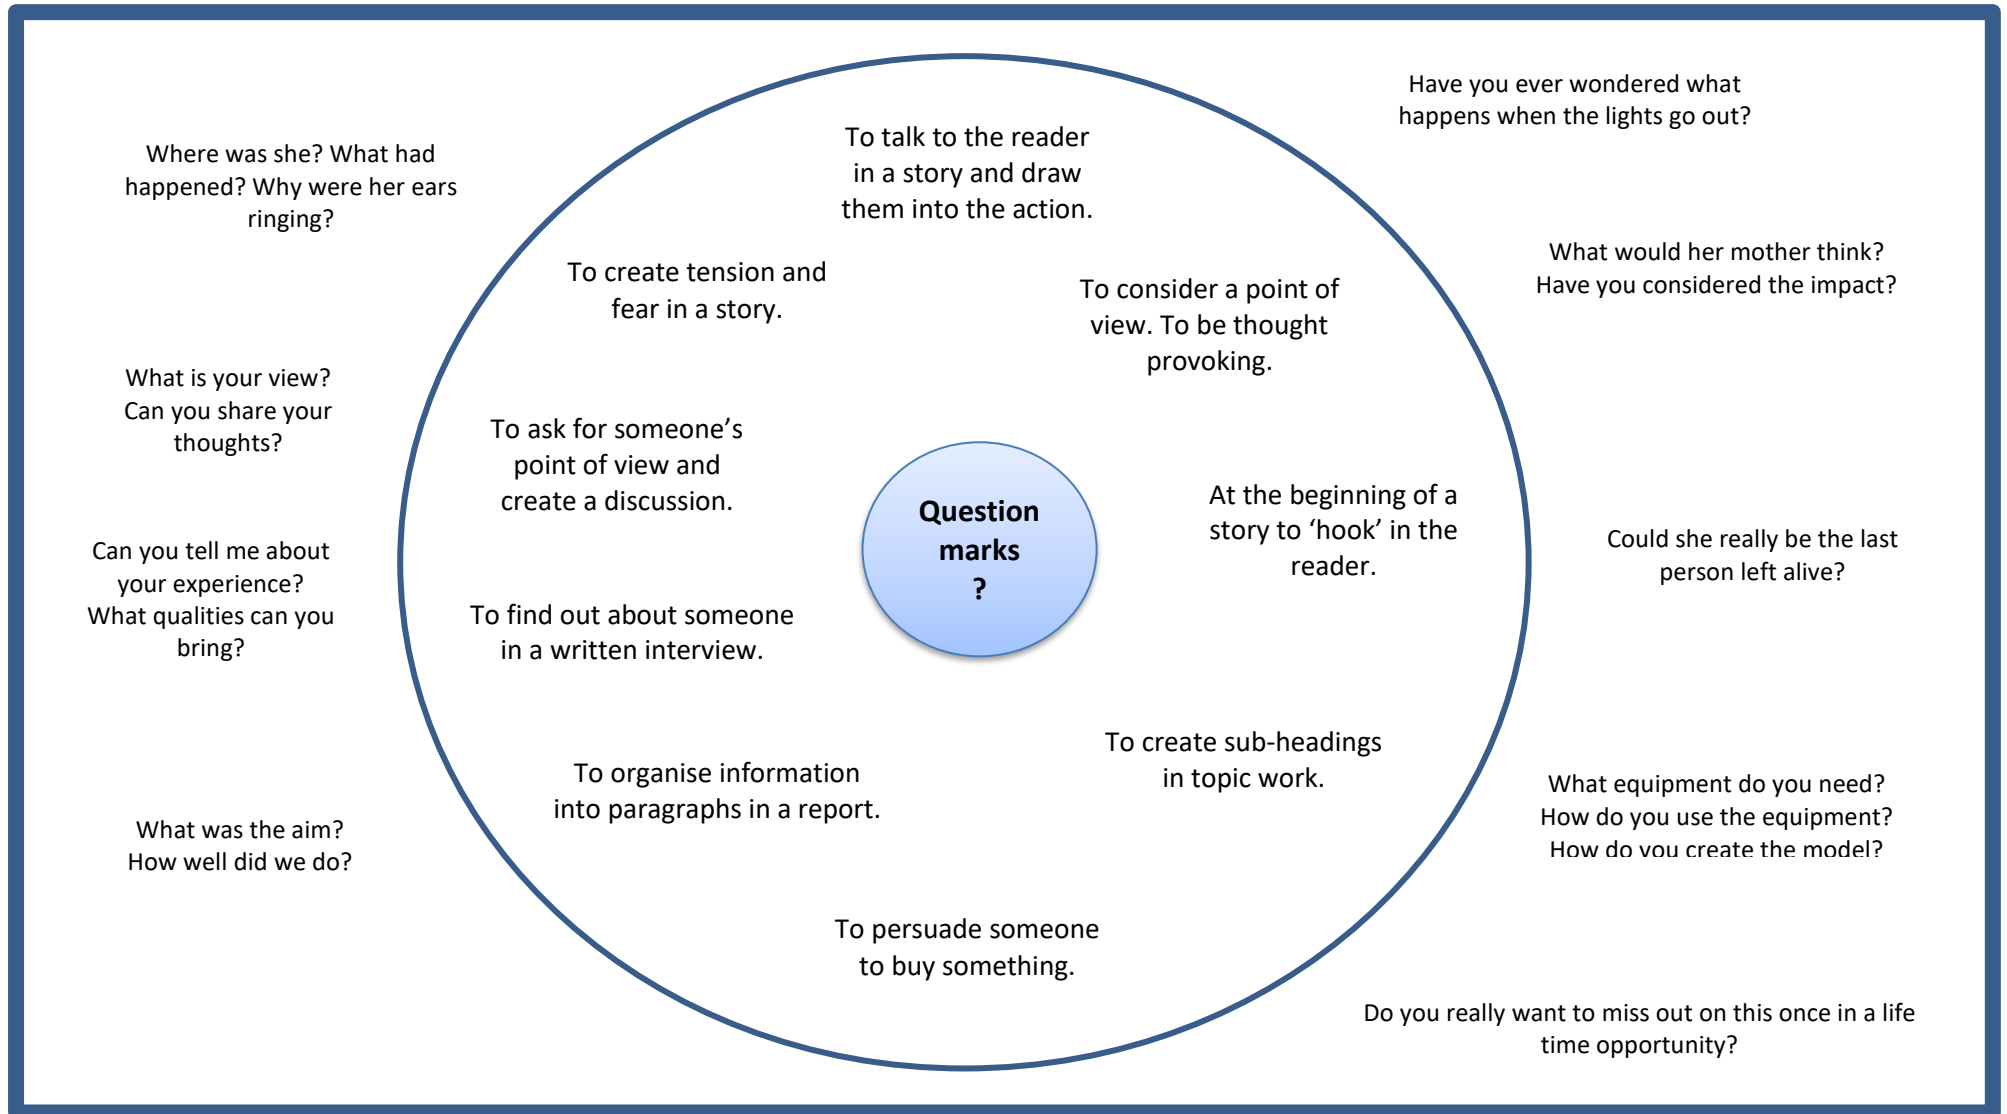 Have you ever wondered what
happens when the lights go out?
To talk to the reader
in a story and draw
them into the action.
Where was she? What had
happened? Why were her ears
ringing?
What would her mother think?
Have you considered the impact?
To create tension and
fear in a story.
To consider a point of
view. To be thought
provoking.
What is your view?
Can you share your
thoughts?
To ask for someone’s
point of view and
create a discussion.
Question
marks
?
At the beginning of a
story to ‘hook’ in the
reader.
Could she really be the last
person left alive?
Can you tell me about
your experience?
What qualities can you
bring?
To find out about someone
in a written interview.
To create sub-headings
in topic work.
To organise information
into paragraphs in a report.
What equipment do you need?
How do you use the equipment?
How do you create the model?
What was the aim?
How well did we do?
To persuade someone
to buy something.
Do you really want to miss out on this once in a life
time opportunity?